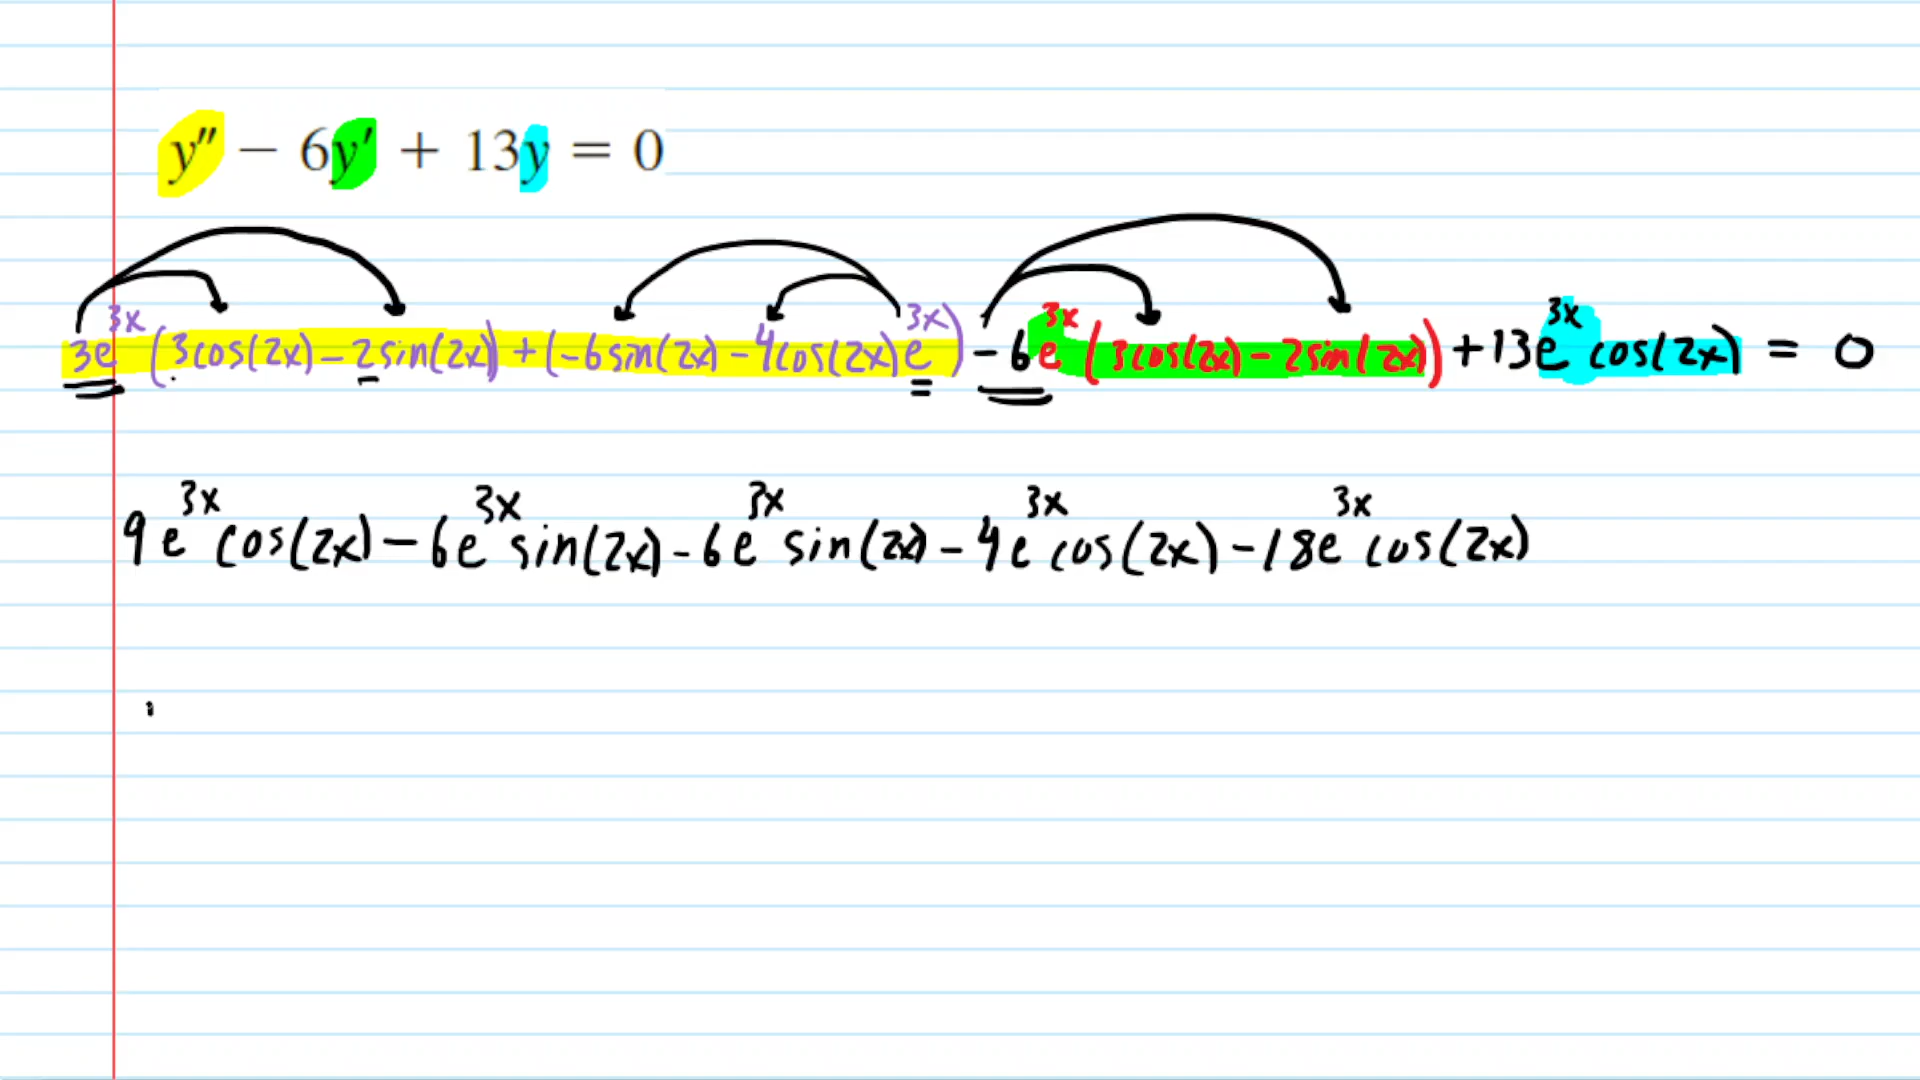 y″ − 6y′ + 13y = 0
3e^{3x}(3cos(2x) − 2sin(2x)) + (−6sin(2x) − 4cos(2x)e^{3x}) − 6e^{3x}(3cos(2x) − 2sin(2x)) + 13e^{3x}cos(2x) = 0
9e^{3x}cos(2x) − 6e^{3x}sin(2x) − 6e^{3x}sin(2x) − 4e^{3x}cos(2x) − 18e^{3x}cos(2x)